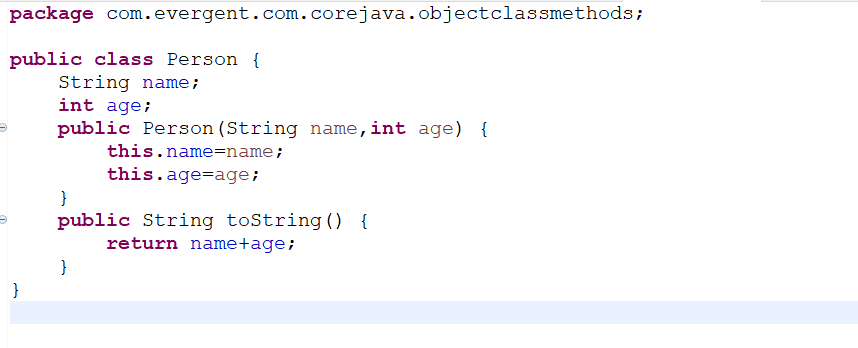 package com.evergent.com.corejava.objectclassmethods;
public class Person {
String name;
int age;
public Person(String name,int age) {
this.name=name;
this.age=age;
}
public String toString() {
return name+age;
}
}